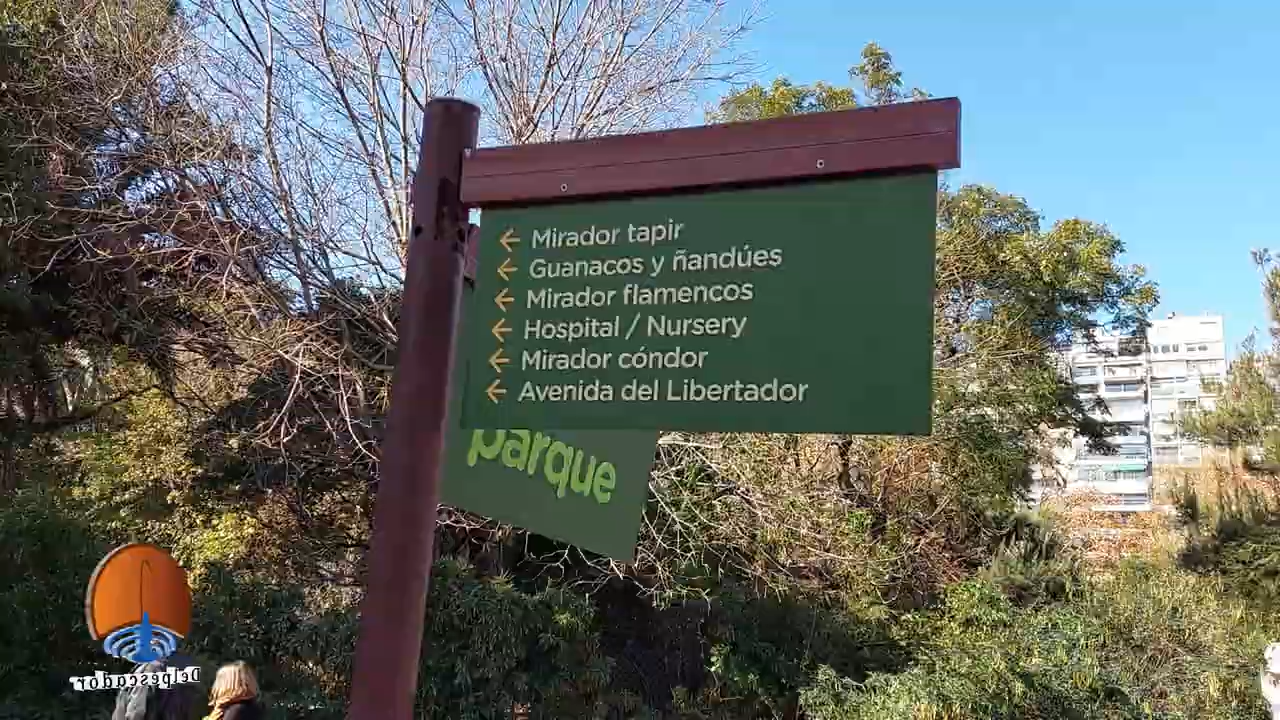 ← Mirador tapir
← Guanacos y ñandúes
← Mirador flamencos
← Hospital / Nursery
← Mirador cóndor
← Avenida del Libertador
parque
Delpescador